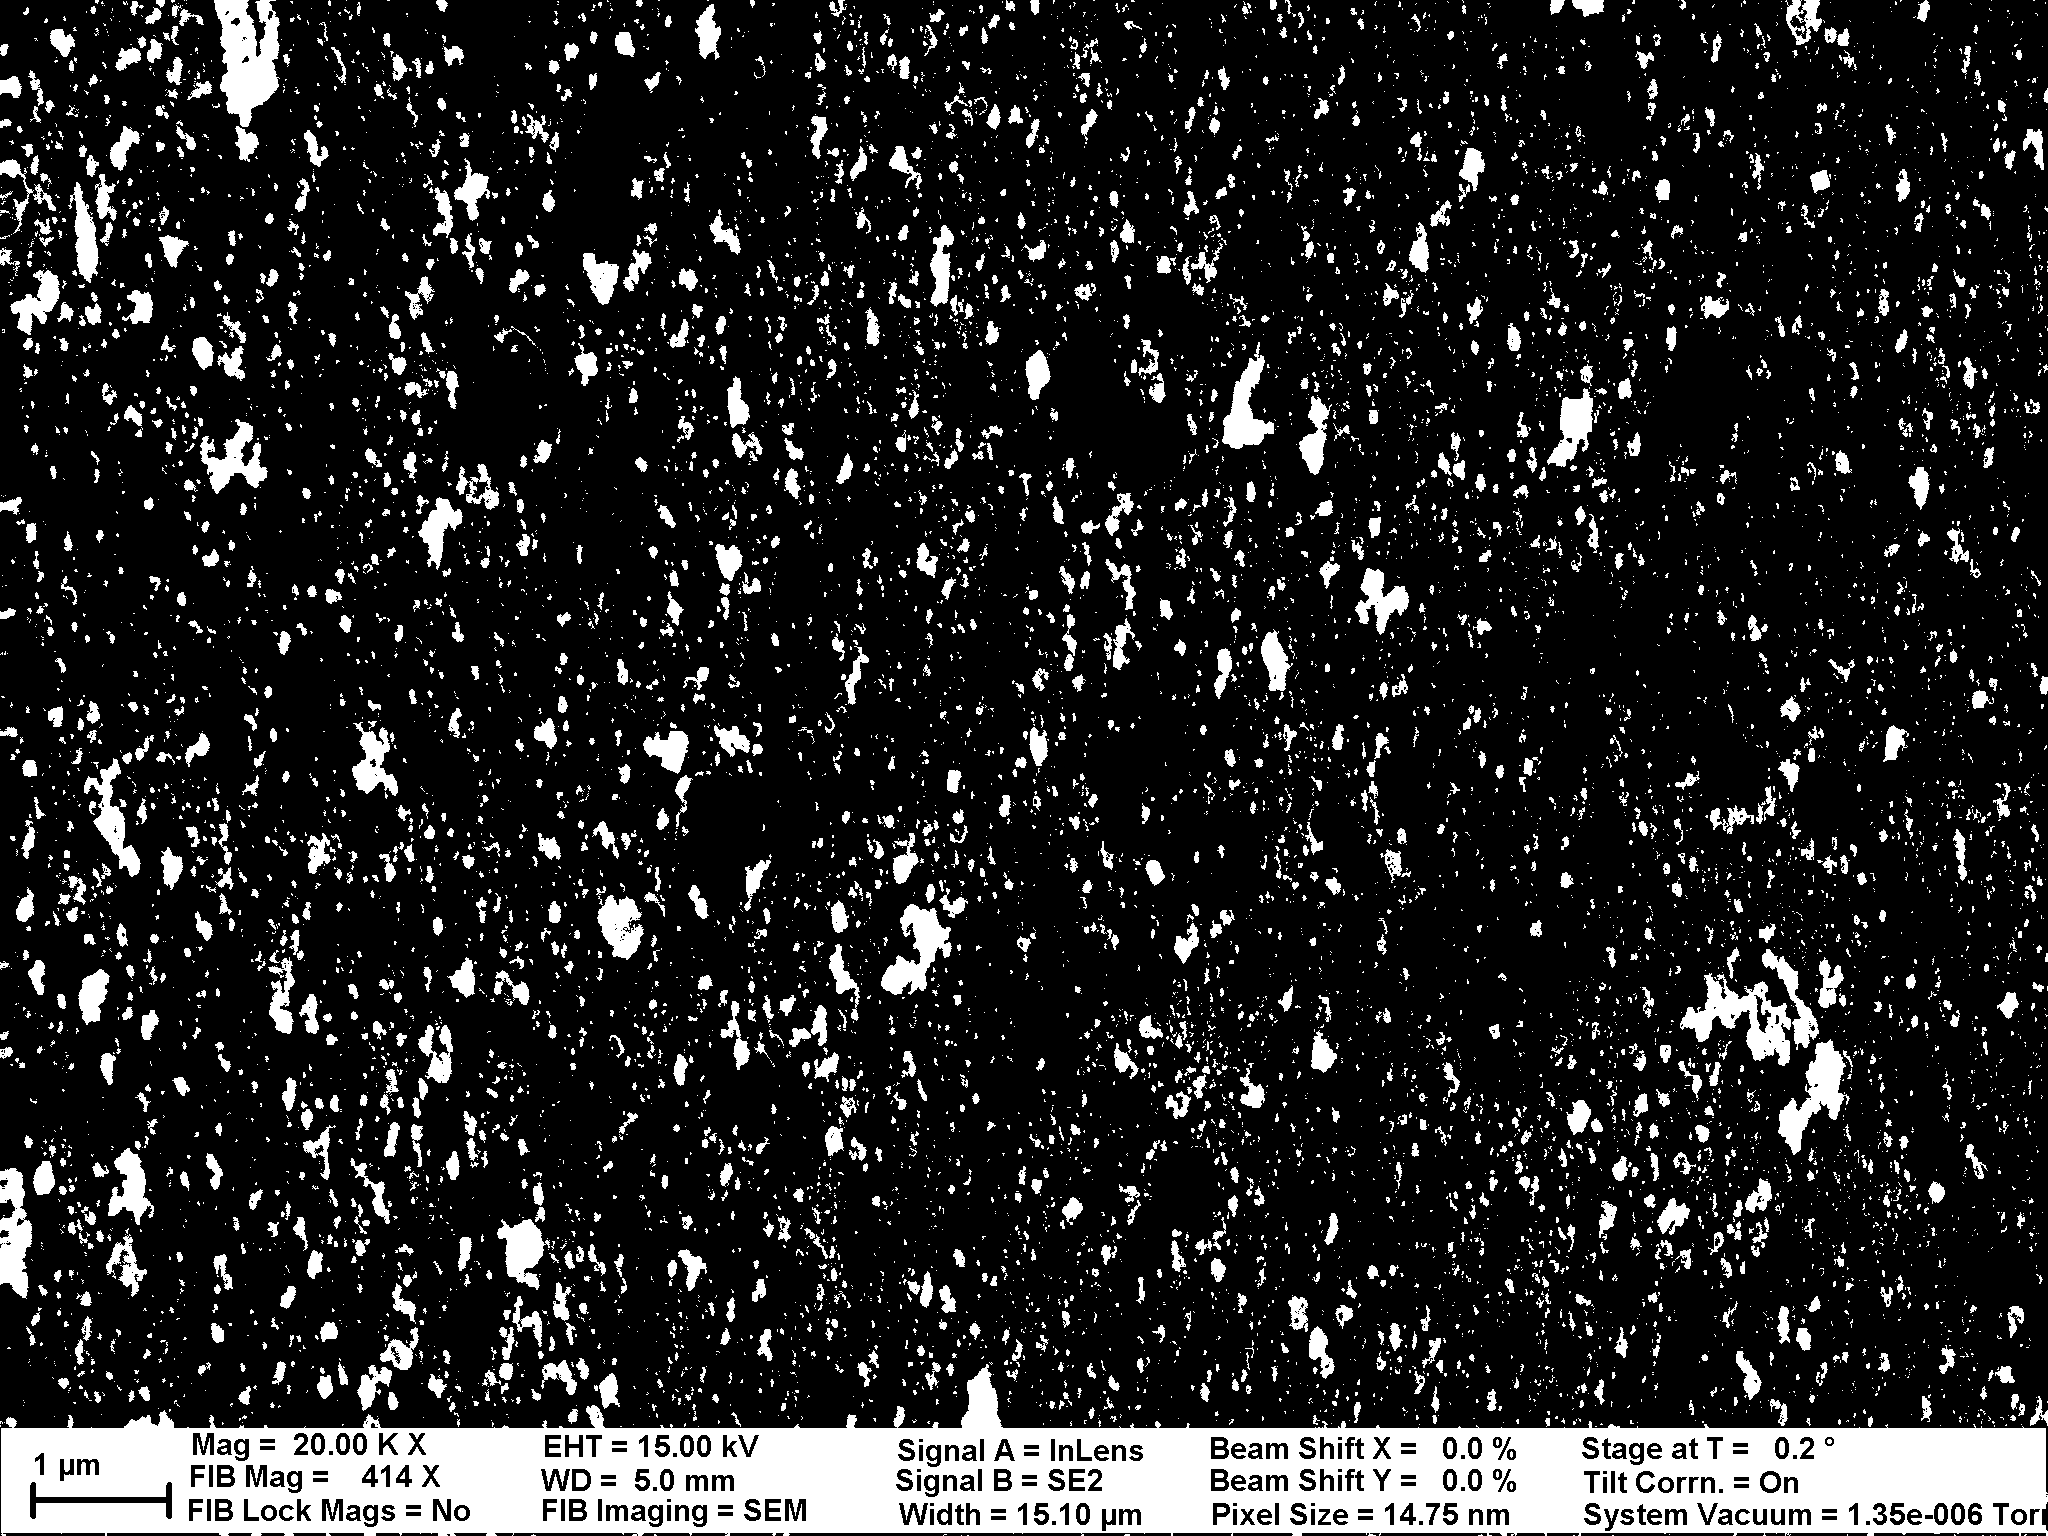 1 µm
Mag = 20.00 K X
FIB Mag = 414 X
FIB Lock Mags = No
EHT = 15.00 kV
WD = 5.0 mm
FIB Imaging = SEM
Signal A = InLens
Signal B = SE2
Width = 15.10 µm
Beam Shift X = 0.0 %
Beam Shift Y = 0.0 %
Pixel Size = 14.75 nm
Stage at T = 0.2 °
Tilt Corrn. = On
System Vacuum = 1.35e-006 Torr